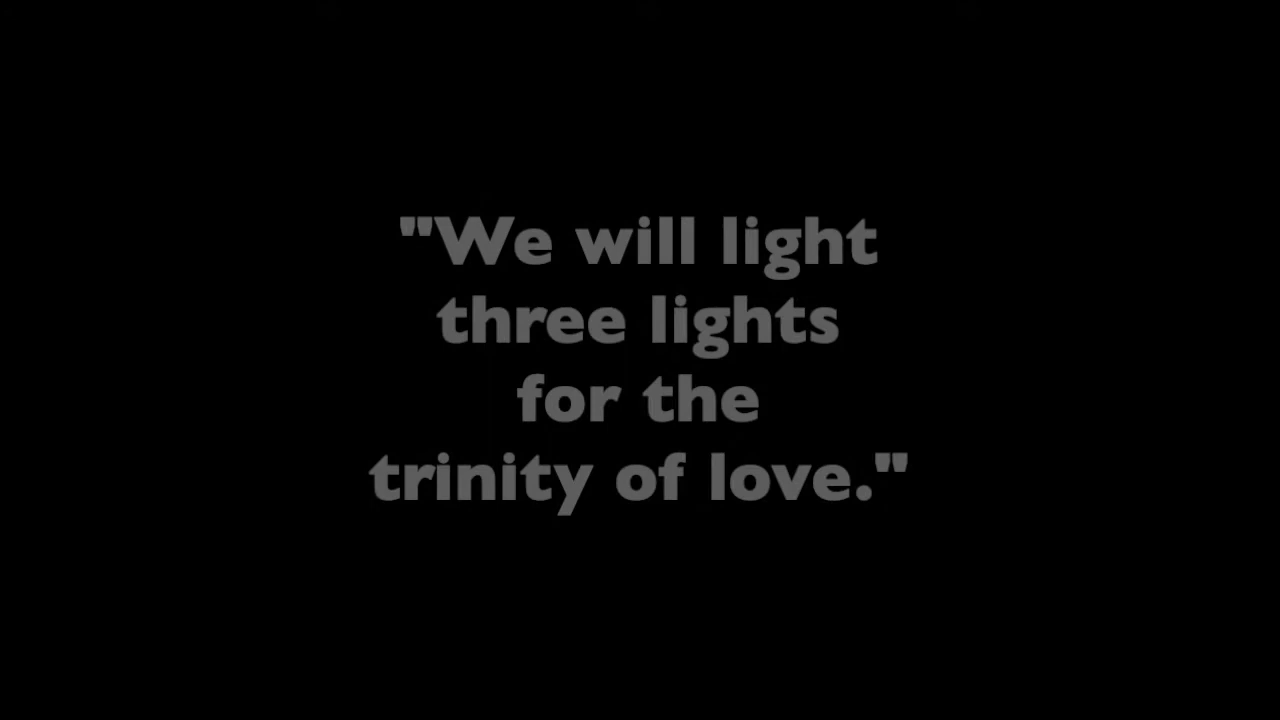 "We will light
three lights
for the
trinity of love."